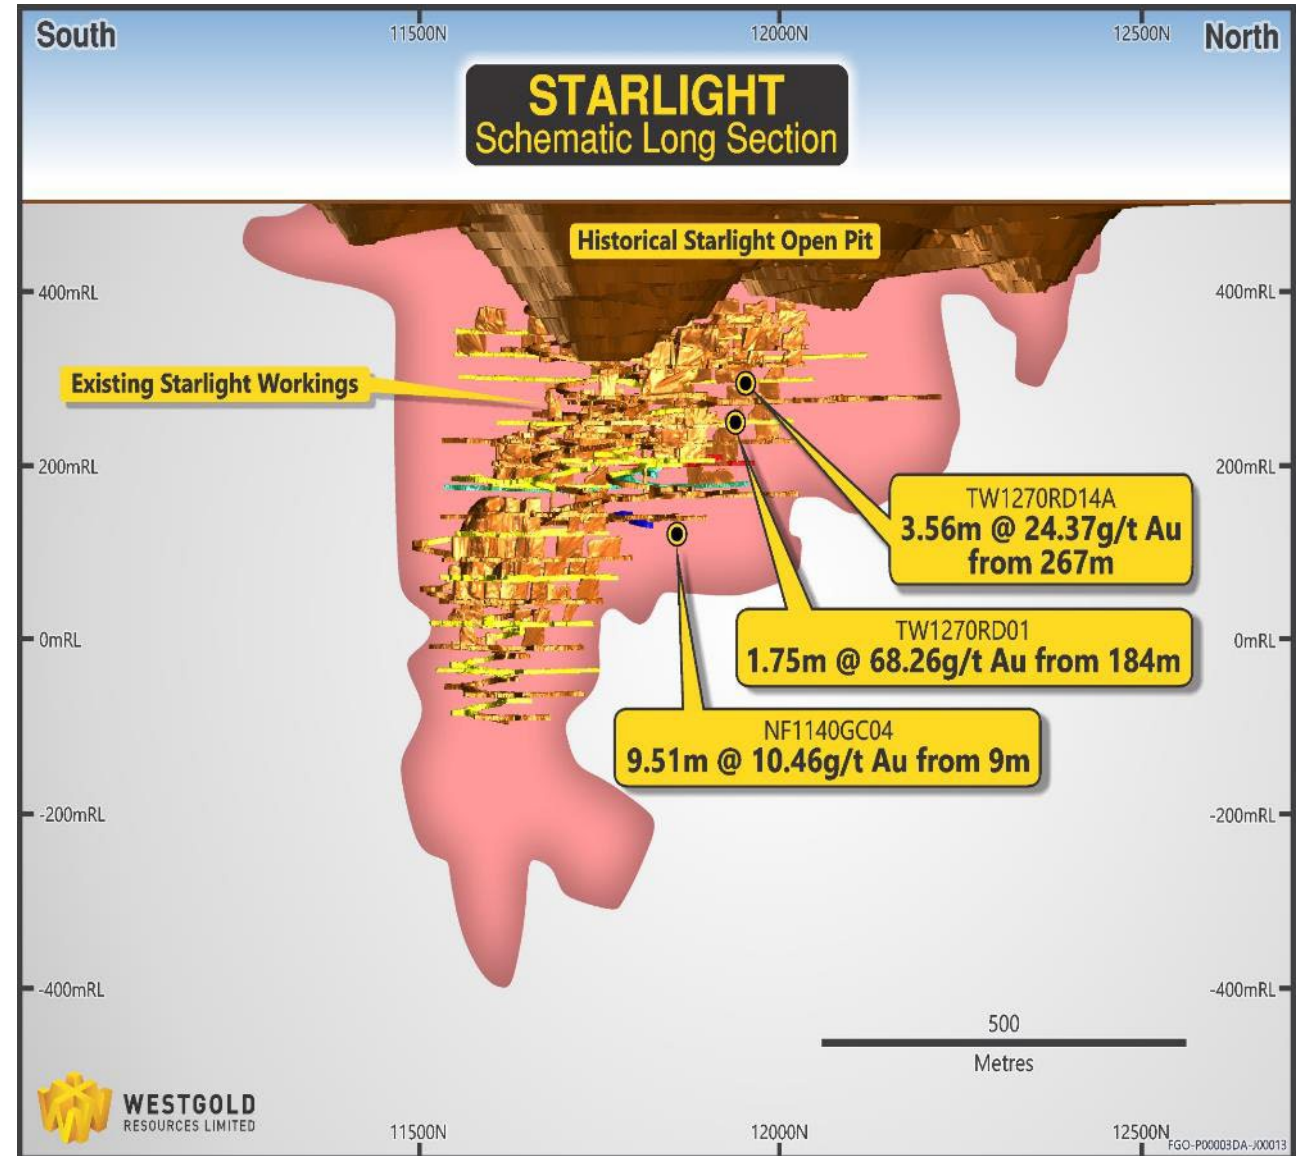 South
11500N
12000N
12500N
North
STARLIGHT
Schematic Long Section
Historical Starlight Open Pit
400mRL
400mRL
Existing Starlight Workings
200mRL
200mRL
TW1270RD14A
3.56m @ 24.37g/t Au
from 267m
TW1270RD01
1.75m @ 68.26g/t Au from 184m
0mRL
0mRL
NF1140GC04
9.51m @ 10.46g/t Au from 9m
-200mRL
-200mRL
-400mRL
-400mRL
500
Metres
WESTGOLD
RESOURCES LIMITED
11500N
12000N
12500N
FGO-P00003DA-J00013